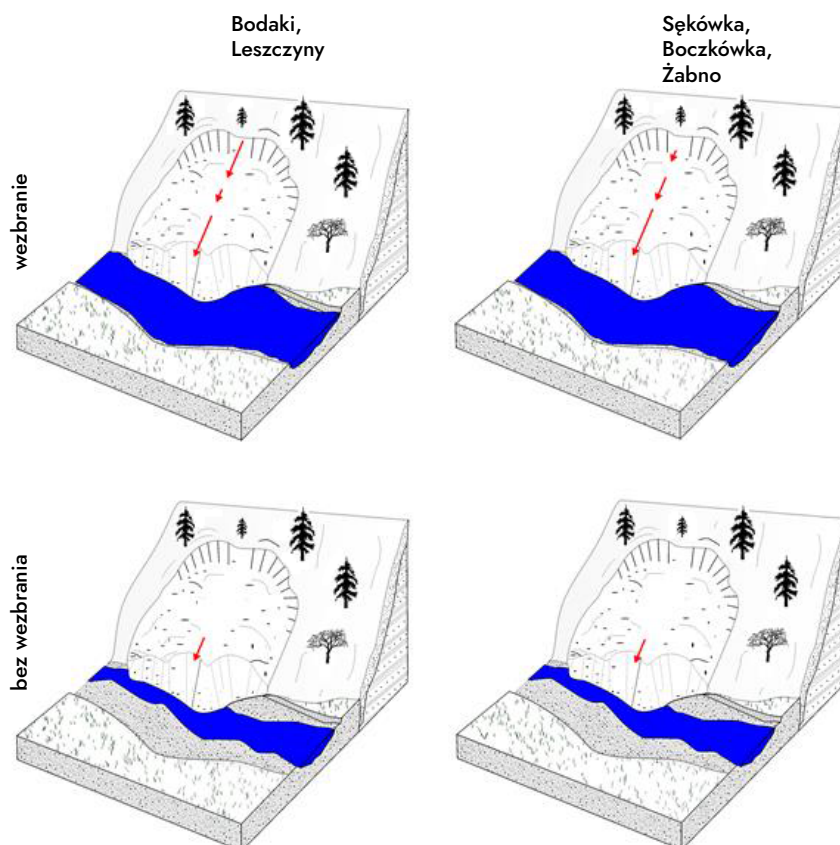 Bodaki,
Leszczyny
Sękówka,
Boczkówka,
Żabno
wezbranie
bez wezbrania